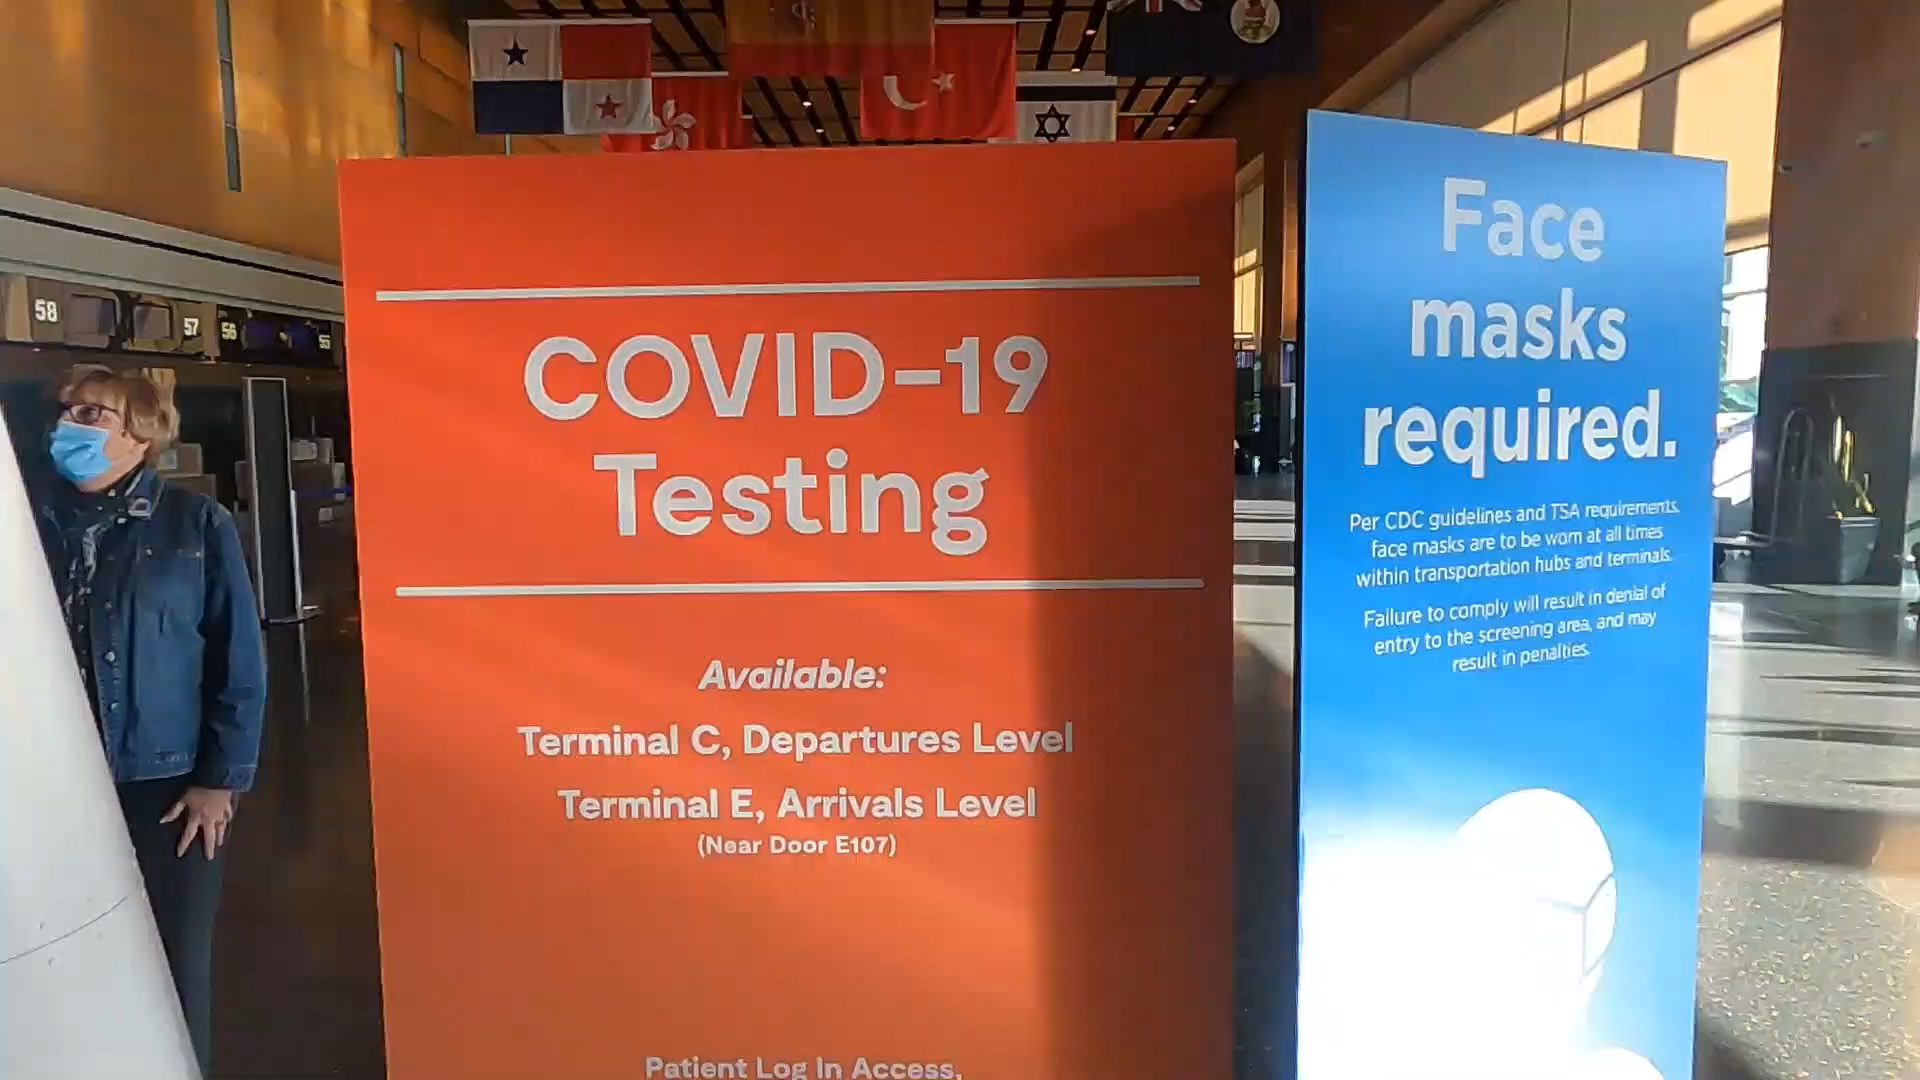 58
57
56
55
COVID-19
Testing
Available:
Terminal C, Departures Level
Terminal E, Arrivals Level
(Near Door E107)
Patient Log In Access,
Face
masks
required.
Per CDC guidelines and TSA requirements,
face masks are to be worn at all times
within transportation hubs and terminals.
Failure to comply will result in denial of
entry to the screening area, and may
result in penalties.